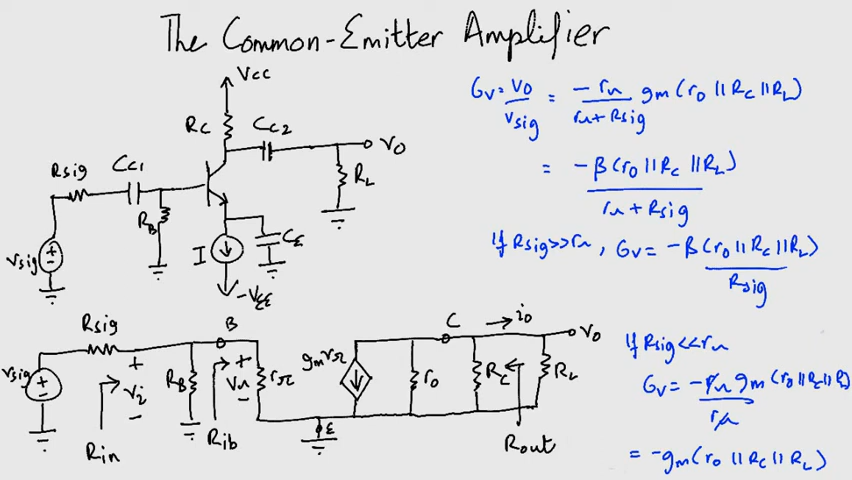 The Common-Emitter Amplifier
Vcc
Rc
Cc2
Vo
Rsig
Cc1
RL
RB
Vsig
I
CE
-VEE
Gv = Vo/Vsig = -rπ/(rπ+Rsig) gm(ro || Rc || RL)
= -β(ro || Rc || RL)/(rπ + Rsig)
If Rsig>>rπ, Gv = -β(ro || Rc || RL)/Rsig
If Rsig<<rπ
Gv = -rπ gm(ro || Rc || RL)/rπ
= -gm(ro || Rc || RL)
Rsig
B
C
io
Vo
Vsig
+
Vi
-
RB
+
Vπ
-
rπ
gmVπ
ro
Rc
RL
E
Rin
Rib
Rout